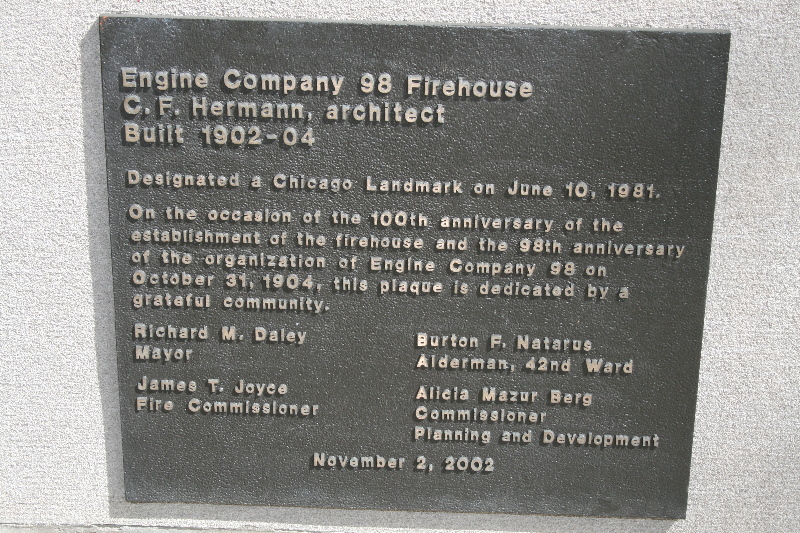 Engine Company 98 Firehouse
C. F. Hermann, architect
Built 1902-04
Designated a Chicago Landmark on June 10, 1981.
On the occasion of the 100th anniversary of the
establishment of the firehouse and the 98th anniversary
of the organization of Engine Company 98 on
October 31, 1904, this plaque is dedicated by a
grateful community.
Richard M. Daley
Mayor
James T. Joyce
Fire Commissioner
Burton F. Natarus
Alderman, 42nd Ward
Alicia Mazur Berg
Commissioner
Planning and Development
November 2, 2002